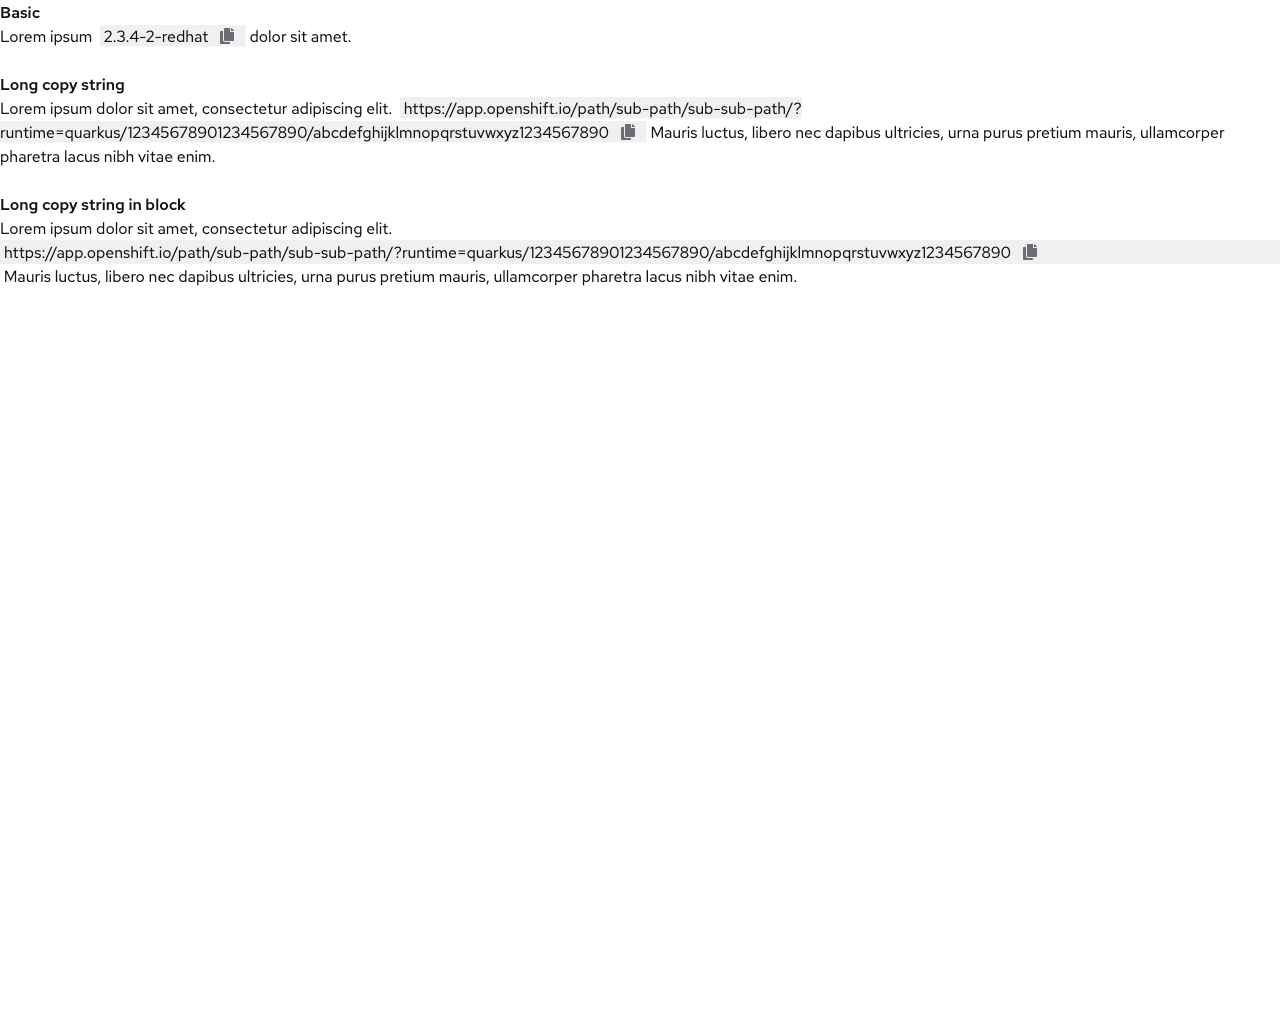 Basic
Lorem ipsum 2.3.4-2-redhat dolor sit amet.
Long copy string
Lorem ipsum dolor sit amet, consectetur adipiscing elit. https://app.openshift.io/path/sub-path/sub-sub-path/?
runtime=quarkus/12345678901234567890/abcdefghijklmnopqrstuvwxyz1234567890 Mauris luctus, libero nec dapibus ultricies, urna purus pretium mauris, ullamcorper
pharetra lacus nibh vitae enim.
Long copy string in block
Lorem ipsum dolor sit amet, consectetur adipiscing elit.
https://app.openshift.io/path/sub-path/sub-sub-path/?runtime=quarkus/12345678901234567890/abcdefghijklmnopqrstuvwxyz1234567890
Mauris luctus, libero nec dapibus ultricies, urna purus pretium mauris, ullamcorper pharetra lacus nibh vitae enim.